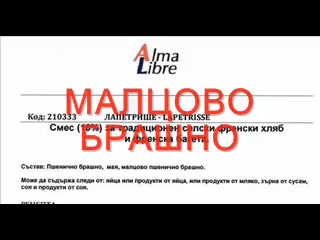 Alma
Libre
Код: 210333 ЛАПЕТРИШЕ - LAPETRISSE
МАЛЦОВО
Смес (10%) за традиционен селски френски хляб
и френска багета.
БРАШНО
Състав: Пшенично брашно, мая, малцово пшенично брашно.
Може да съдържа следи от: яйца или продукти от яйца, или продукти от мляко, зърна от сусам,
соя и продукти от соя.